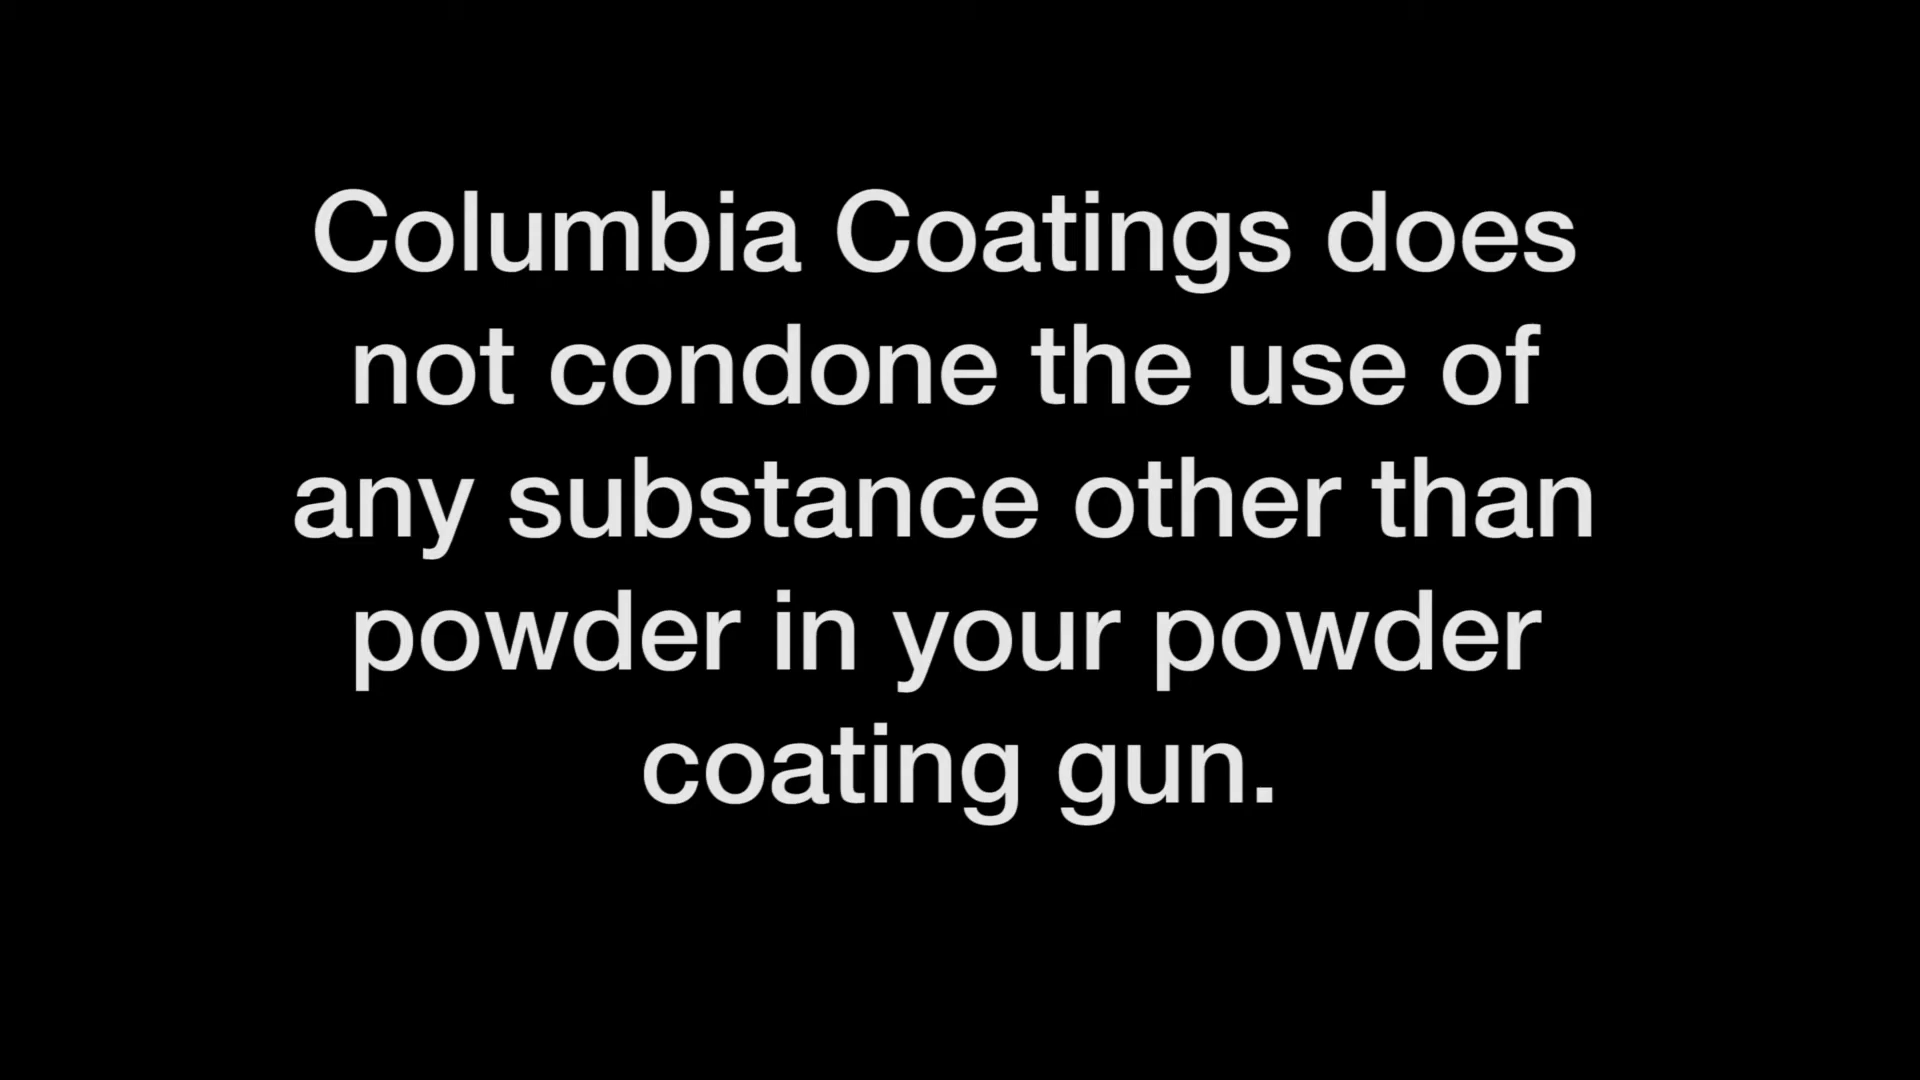 Columbia Coatings does
not condone the use of
any substance other than
powder in your powder
coating gun.